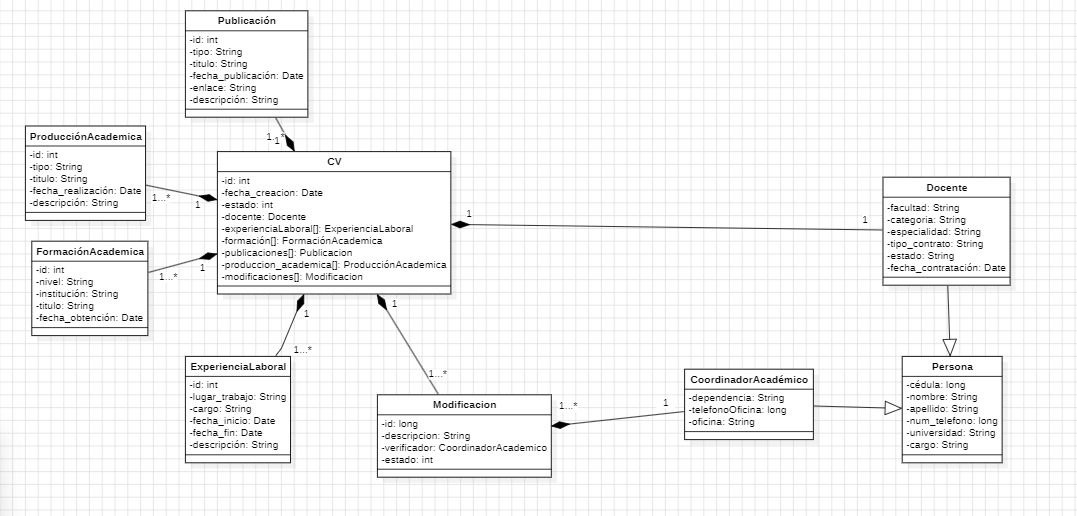 Publicación
-id: int
-tipo: String
-titulo: String
-fecha_publicación: Date
-enlace: String
-descripción: String
1
1..*
ProducciónAcademica
-id: int
-tipo: String
-titulo: String
-fecha_realización: Date
-descripción: String
1...*
1
CV
-id: int
-fecha_creacion: Date
-estado: int
-docente: Docente
-experienciaLaboral[]: ExperienciaLaboral
-formación[]: FormaciónAcademica
-publicaciones[]: Publicacion
-produccion_academica[]: ProducciónAcademica
-modificaciones[]: Modificacion
1
1
Docente
-facultad: String
-categoria: String
-especialidad: String
-tipo_contrato: String
-estado: String
-fecha_contratación: Date
FormaciónAcademica
-id: int
-nivel: String
-institución: String
-titulo: String
-fecha_obtención: Date
1...*
1
1
1...*
1
1...*
ExperienciaLaboral
-id: int
-lugar_trabajo: String
-cargo: String
-fecha_inicio: Date
-fecha_fin: Date
-descripción: String
Modificacion
-id: long
-descripcion: String
-verificador: CoordinadorAcademico
-estado: int
1...*
1
CoordinadorAcadémico
-dependencia: String
-telefonoOficina: long
-oficina: String
Persona
-cédula: long
-nombre: String
-apellido: String
-num_telefono: long
-universidad: String
-cargo: String